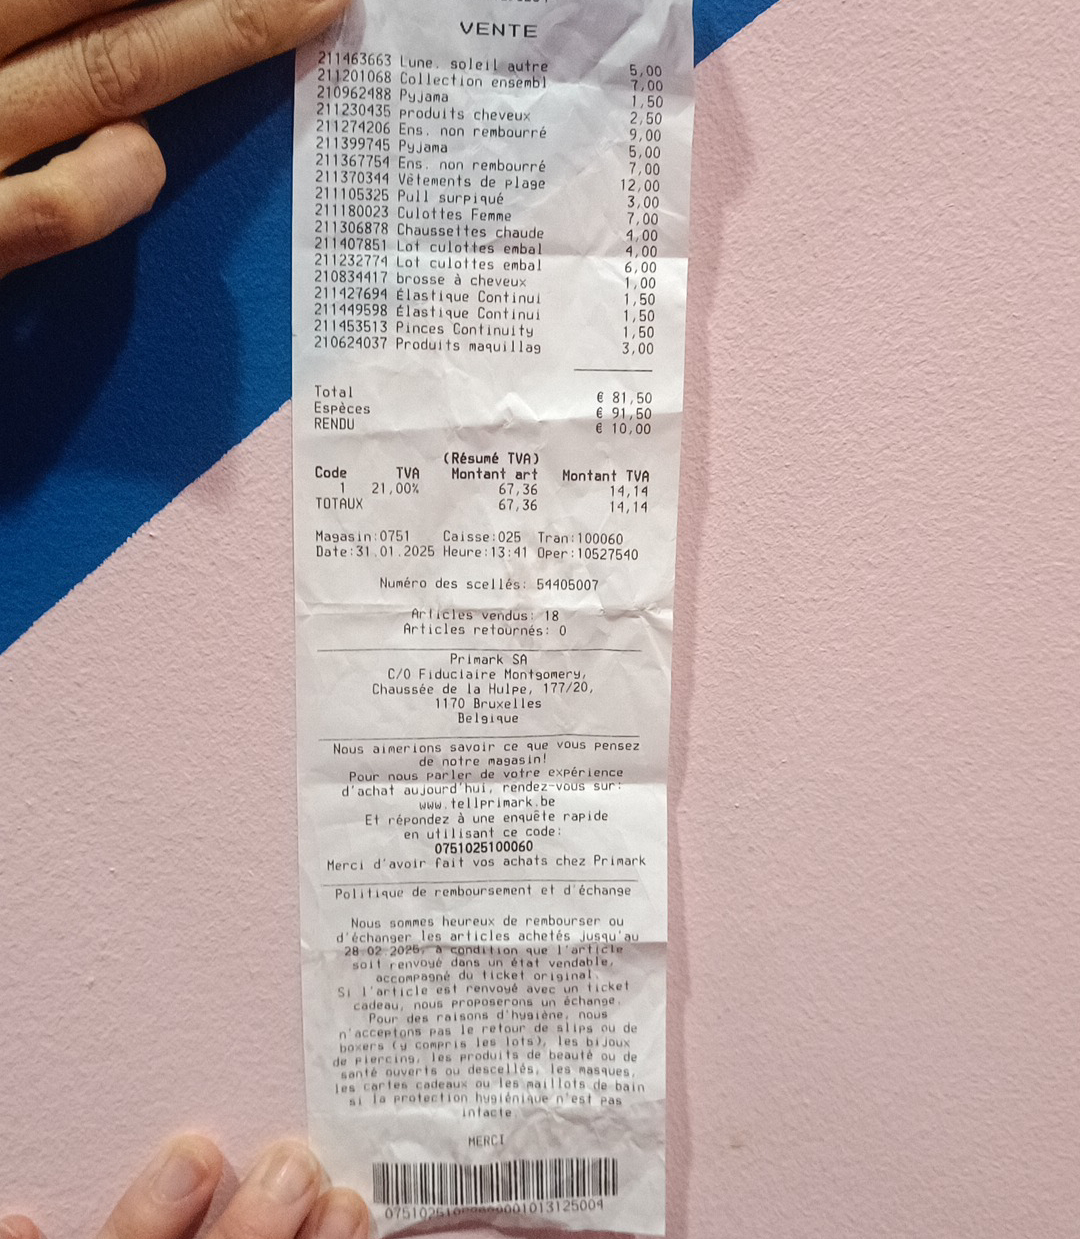 VENTE
211463663 Lune. soleil autre 5,00
211201068 Collection ensembl 7,00
210962488 Pyjama 1,50
211230435 produits cheveux 2,50
211274206 Ens. non rembourré 9,00
211399745 Pyjama 5,00
211367754 Ens. non rembourré 7,00
211370344 Vêtements de plage 12,00
211105325 Pull surpiqué 3,00
211180023 Culottes Femme 7,00
211306878 Chaussettes chaude 4,00
211407851 Lot culottes embal 4,00
211232774 Lot culottes embal 6,00
210834417 brosse à cheveux 1,00
211427694 Élastique Continui 1,50
211449598 Élastique Continui 1,50
211453513 Pinces Continuity 1,50
210624037 Produits maquillag 3,00
Total € 81,50
Espèces € 91,50
RENDU € 10,00
(Résumé TVA)
Code TVA Montant art Montant TVA
1 21,00% 67,36 14,14
TOTAUX 67,36 14,14
Magasin:0751 Caisse:025 Tran:100060
Date:31.01.2025 Heure:13:41 Oper:10527540
Numéro des scellés: 54405007
Articles vendus: 18
Articles retournés: 0
Primark SA
C/O Fiduciaire Montgomery,
Chaussée de la Hulpe, 177/20,
1170 Bruxelles
Belgique
Nous aimerions savoir ce que vous pensez
de notre magasin!
Pour nous parler de votre expérience
d'achat aujourd'hui, rendez-vous sur:
www.tellprimark.be
Et répondez à une enquête rapide
en utilisant ce code:
0751025100060
Merci d'avoir fait vos achats chez Primark
Politique de remboursement et d'échange
Nous sommes heureux de rembourser ou
d'échanger les articles achetés jusqu'au
28.02.2025, à condition que l'article
soit renvoyé dans un état vendable,
accompagné du ticket original.
Si l'article est renvoyé avec un ticket
cadeau, nous proposerons un échange.
Pour des raisons d'hygiène, nous
n'acceptons pas le retour de slips ou de
boxers (y compris les lots), les bijoux
de piercing, les produits de beauté ou de
santé ouverts ou descellés, les masques,
les cartes cadeaux ou les maillots de bain
si la protection hygiénique n'est pas
intacte.
MERCI